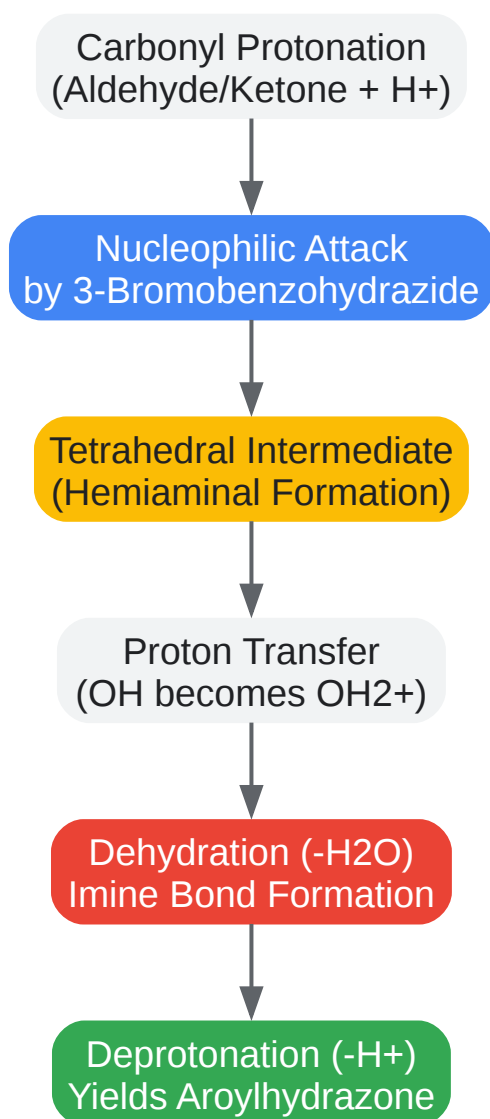 Carbonyl Protonation
(Aldehyde/Ketone + H+)
Nucleophilic Attack
by 3-Bromobenzohydrazide
Tetrahedral Intermediate
(Hemiaminal Formation)
Proton Transfer
(OH becomes OH2+)
Dehydration (-H2O)
Imine Bond Formation
Deprotonation (-H+)
Yields Aroylhydrazone